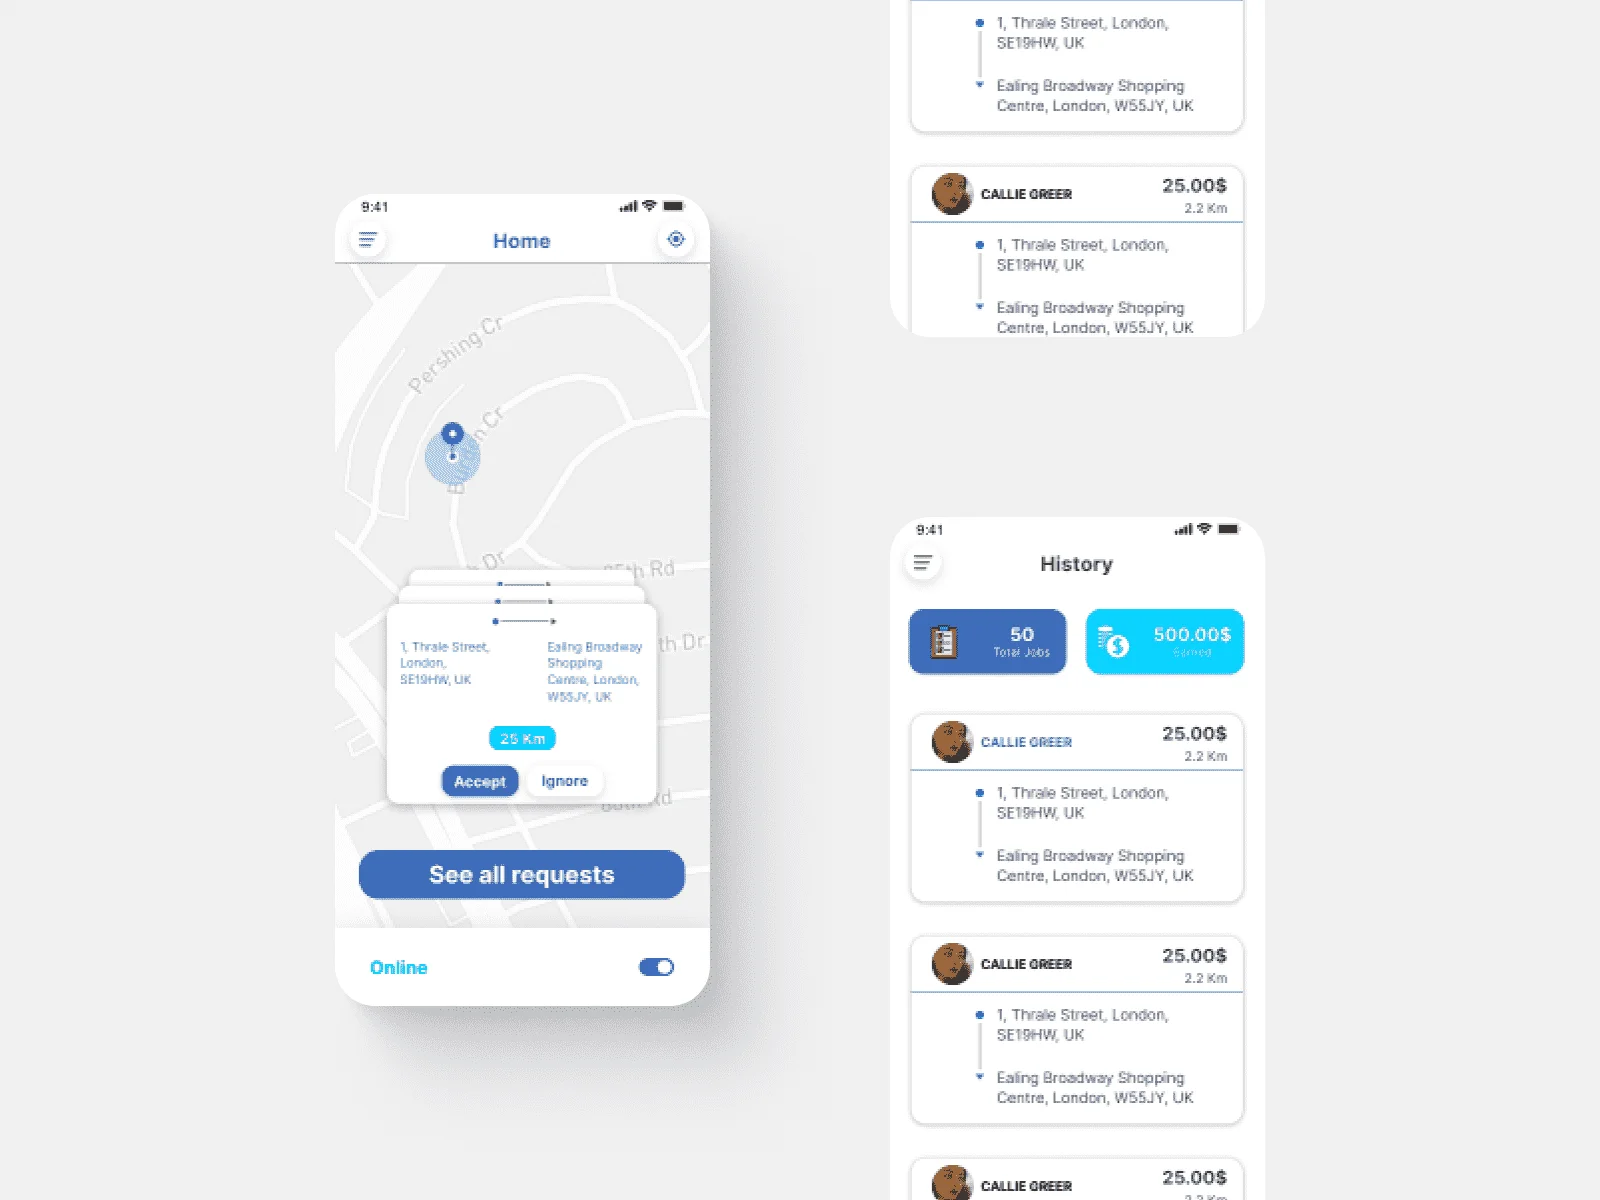 9:41
Home
Pershing Cr
n Cr
Dr
85th Rd
th Dr
1, Thrale Street,
London,
SE19HW, UK
Ealing Broadway
Shopping
Centre, London,
W55JY, UK
25 Km
Accept
Ignore
Rd
See all requests
Online
1, Thrale Street, London,
SE19HW, UK
Ealing Broadway Shopping
Centre, London, W55JY, UK
CALLIE GREER
25.00$
2.2 Km
1, Thrale Street, London,
SE19HW, UK
Ealing Broadway Shopping
Centre, London, W55JY, UK
9:41
History
50
Total Jobs
500.00$
Earned
CALLIE GREER
25.00$
2.2 Km
1, Thrale Street, London,
SE19HW, UK
Ealing Broadway Shopping
Centre, London, W55JY, UK
CALLIE GREER
25.00$
2.2 Km
1, Thrale Street, London,
SE19HW, UK
Ealing Broadway Shopping
Centre, London, W55JY, UK
CALLIE GREER
25.00$
2.2 Km